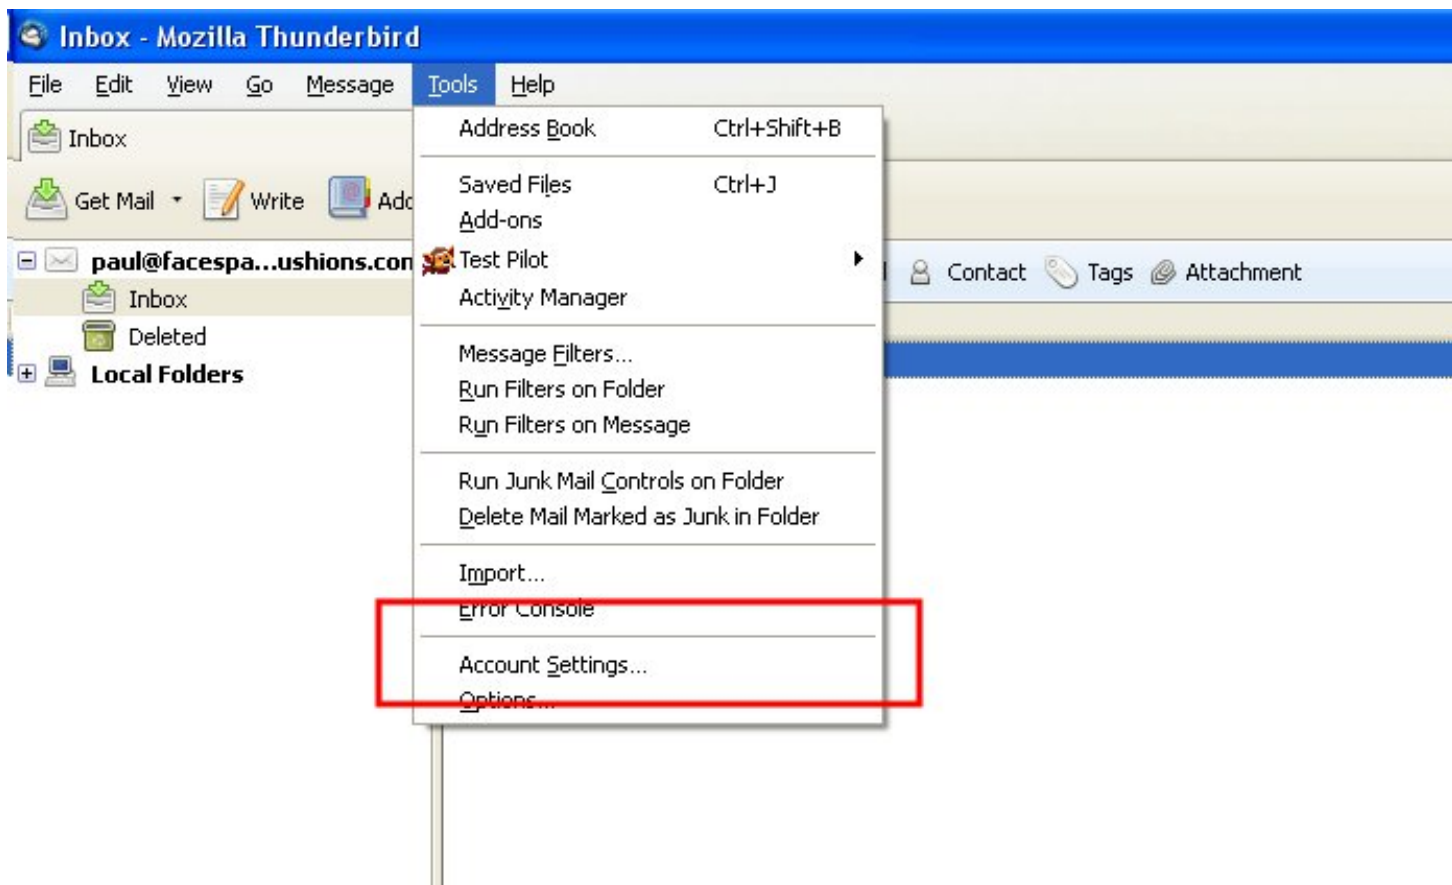 Inbox - Mozilla Thunderbird
File Edit View Go Message Tools Help
Inbox
Get Mail Write
paul@facespa...ushions.con
Inbox
Deleted
Local Folders
Address Book Ctrl+Shift+B
Saved Files Ctrl+J
Add-ons
Test Pilot
Activity Manager
Message Filters...
Run Filters on Folder
Run Filters on Message
Run Junk Mail Controls on Folder
Delete Mail Marked as Junk in Folder
Import...
Error Console
Account Settings...
Options...
Contact Tags Attachment